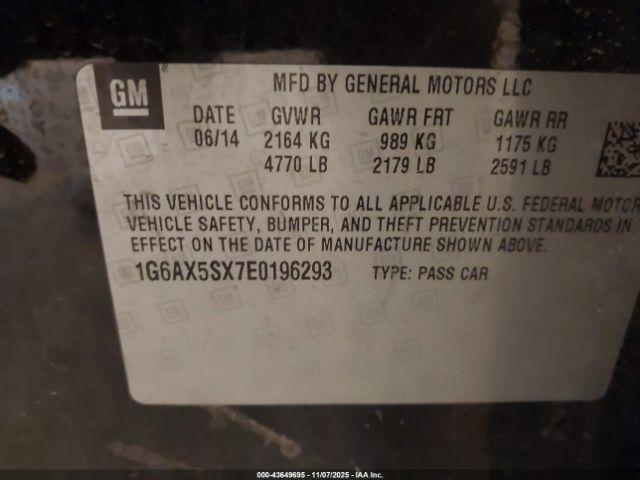 GM
MFD BY GENERAL MOTORS LLC
DATE GVWR GAWR FRT GAWR RR
06/14 2164 KG 989 KG 1175 KG
4770 LB 2179 LB 2591 LB
THIS VEHICLE CONFORMS TO ALL APPLICABLE U.S. FEDERAL MOTOR
VEHICLE SAFETY, BUMPER, AND THEFT PREVENTION STANDARDS IN
EFFECT ON THE DATE OF MANUFACTURE SHOWN ABOVE.
1G6AX5SX7E0196293 TYPE: PASS CAR
000-43649695 - 11/07/2025 - IAA Inc.